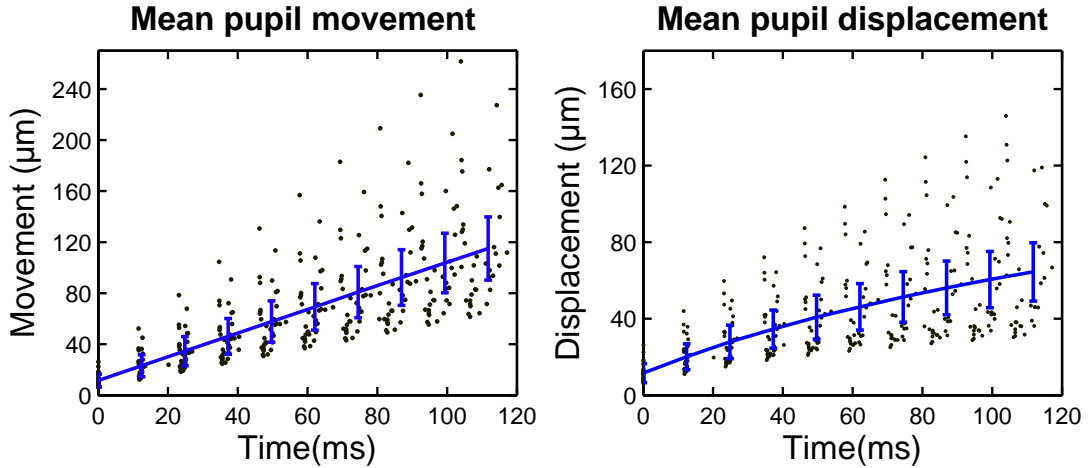 Mean pupil movement
Movement (μm)
240
200
160
120
80
40
0
0 20 40 60 80 100 120
Time(ms)
Mean pupil displacement
Displacement (μm)
160
120
80
40
0
0 20 40 60 80 100 120
Time(ms)